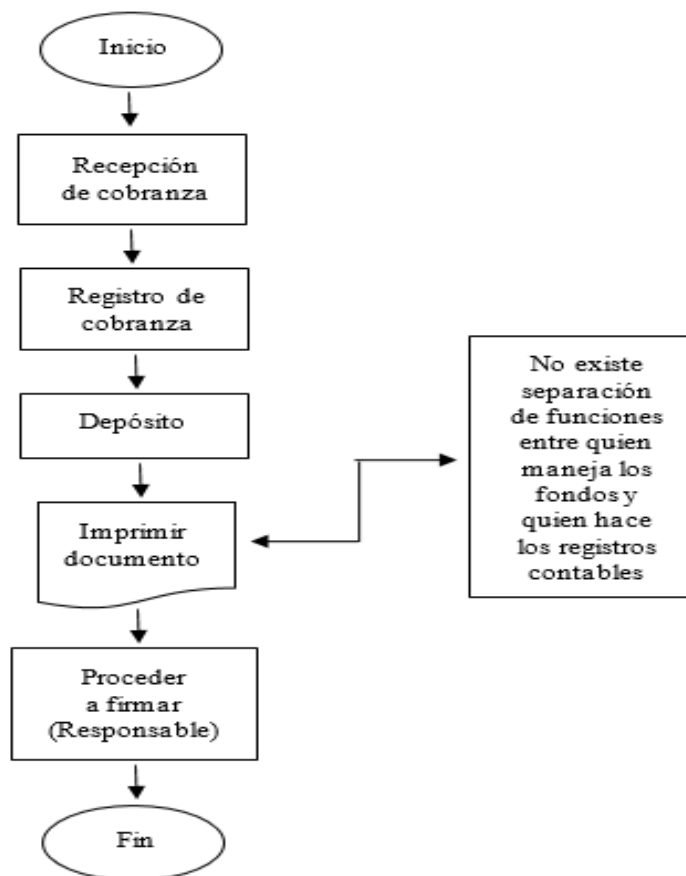 Inicio
Recepción
de cobranza
Registro de
cobranza
Depósito
Imprimir
documento
Proceder
a firmar
(Responsable)
Fin
No existe
separación
de funciones
entre quien
maneja los
fondos y
quien hace
los registros
contables